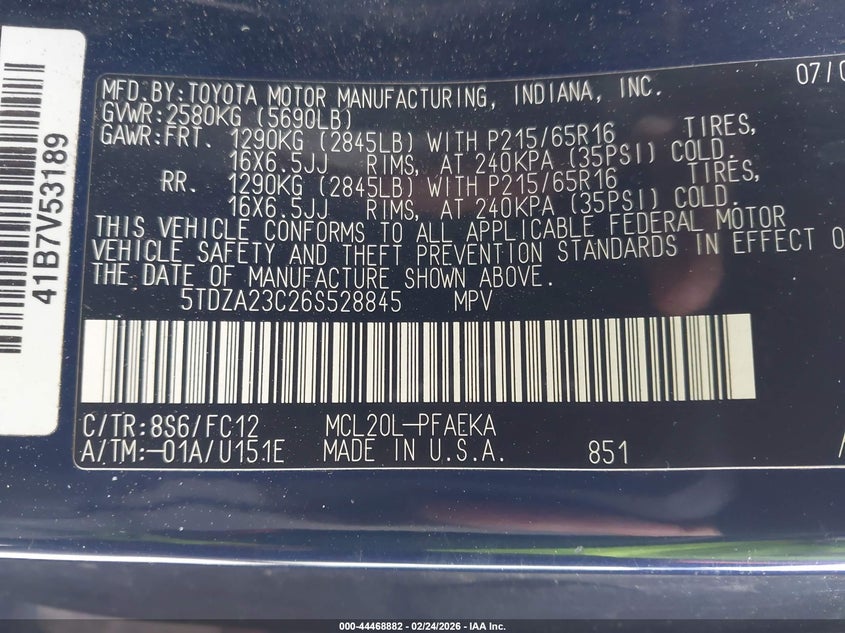 41B7V53189
07/0
MFD.BY:TOYOTA MOTOR MANUFACTURING, INDIANA, INC.
GVWR:2580KG (5690LB)
GAWR:FRT. 1290KG (2845LB) WITH P215/65R16 TIRES,
16X6.5JJ RIMS, AT 240KPA (35PSI) COLD.
RR. 1290KG (2845LB) WITH P215/65R16 TIRES,
16X6.5JJ RIMS, AT 240KPA (35PSI) COLD.
THIS VEHICLE CONFORMS TO ALL APPLICABLE FEDERAL MOTOR
VEHICLE SAFETY AND THEFT PREVENTION STANDARDS IN EFFECT O
THE DATE OF MANUFACTURE SHOWN ABOVE.
5TDZA23C26S528845 MPV
C/TR:8S6/FC12 MCL20L-PFAEKA
A/TM:-01A/U151E MADE IN U.S.A. 851
000-44468882 - 02/24/2026 - IAA Inc.